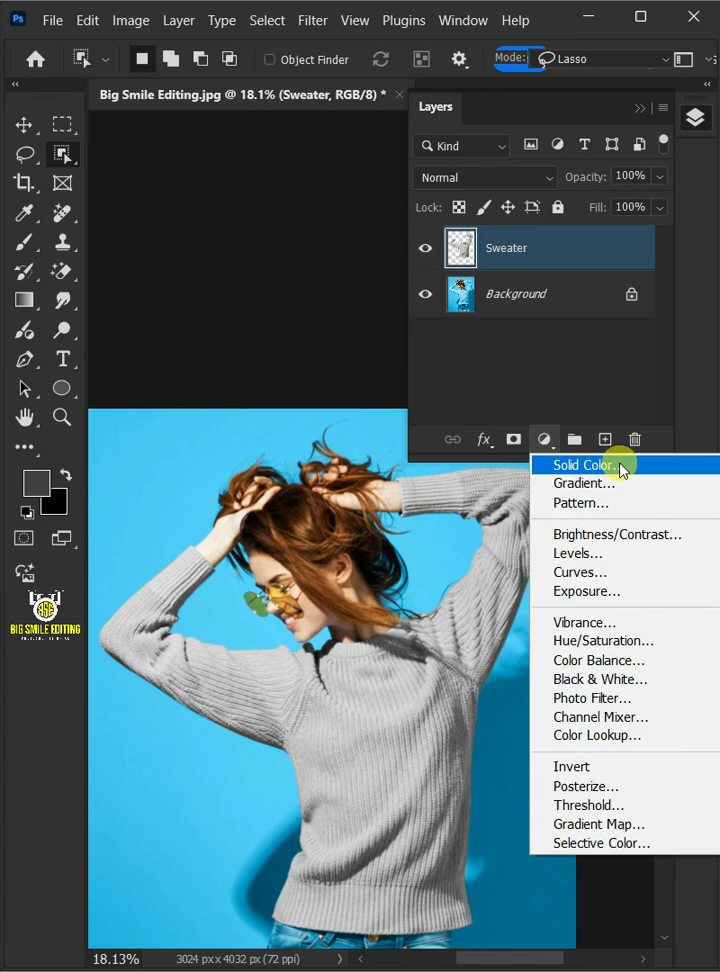 Ps File Edit Image Layer Type Select Filter View Plugins Window Help
Object Finder Mode: Lasso
Big Smile Editing.jpg @ 18.1% (Sweater, RGB/8) *
Layers
Kind
Normal Opacity: 100%
Lock: Fill: 100%
Sweater
Background
fx
Solid Color...
Gradient...
Pattern...
Brightness/Contrast...
Levels...
Curves...
Exposure...
Vibrance...
Hue/Saturation...
Color Balance...
Black & White...
Photo Filter...
Channel Mixer...
Color Lookup...
Invert
Posterize...
Threshold...
Gradient Map...
Selective Color...
BIG SMILE EDITING
18.13% 3024 px x 4032 px (72 ppi)